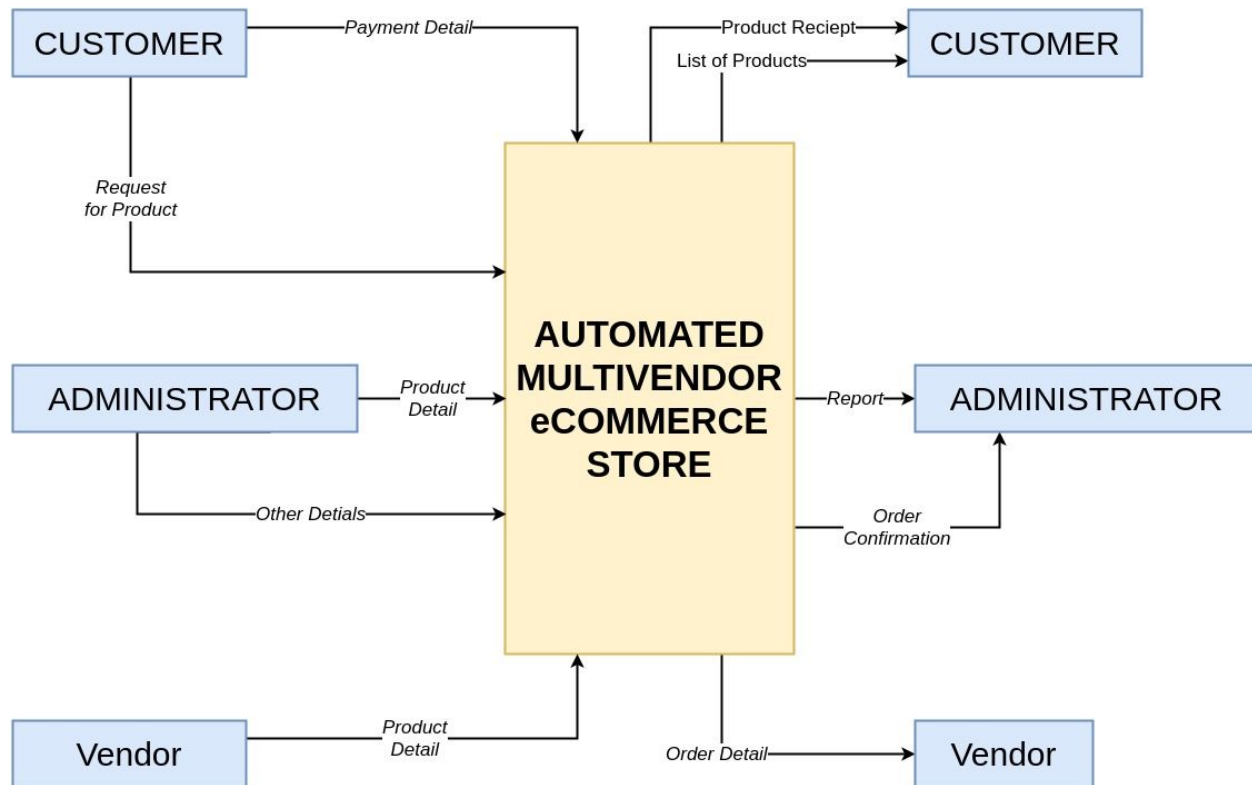 CUSTOMER
Payment Detail
Product Reciept
List of Products
CUSTOMER
Request
for Product
AUTOMATED
MULTIVENDOR
eCOMMERCE
STORE
ADMINISTRATOR
Product
Detail
Other Detials
Report
ADMINISTRATOR
Order
Confirmation
Vendor
Product
Detail
Order Detail
Vendor